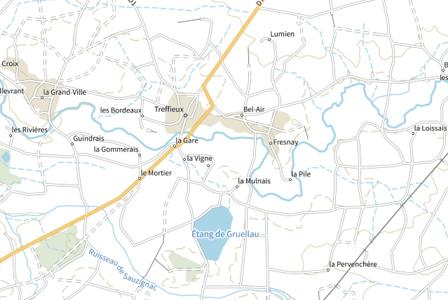 Lumien
Croix
la Grand-Ville
Treffieux
les Bordeaux
Bel-Air
les Rivières
la Loissais
Guindrais
la Gare
Fresnay
la Gommerais
la Vigne
le Mortier
la Pile
la Mulnais
Étang de Gruellau
Ruisseau de Sauzignac
la Pervenchère